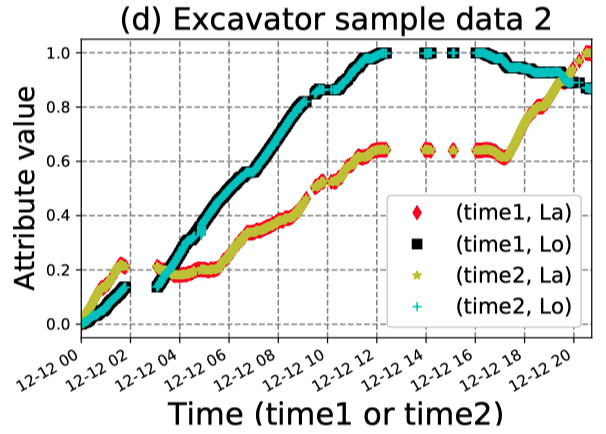 (d) Excavator sample data 2
Attribute value
1.0
0.8
0.6
0.4
0.2
0.0
(time1, La)
(time1, Lo)
(time2, La)
(time2, Lo)
12-12 00
12-12 02
12-12 04
12-12 06
12-12 08
12-12 10
12-12 12
12-12 14
12-12 16
12-12 18
12-12 20
Time (time1 or time2)